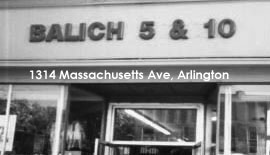 BALICH 5 & 10
1314 Massachusetts Ave, Arlington